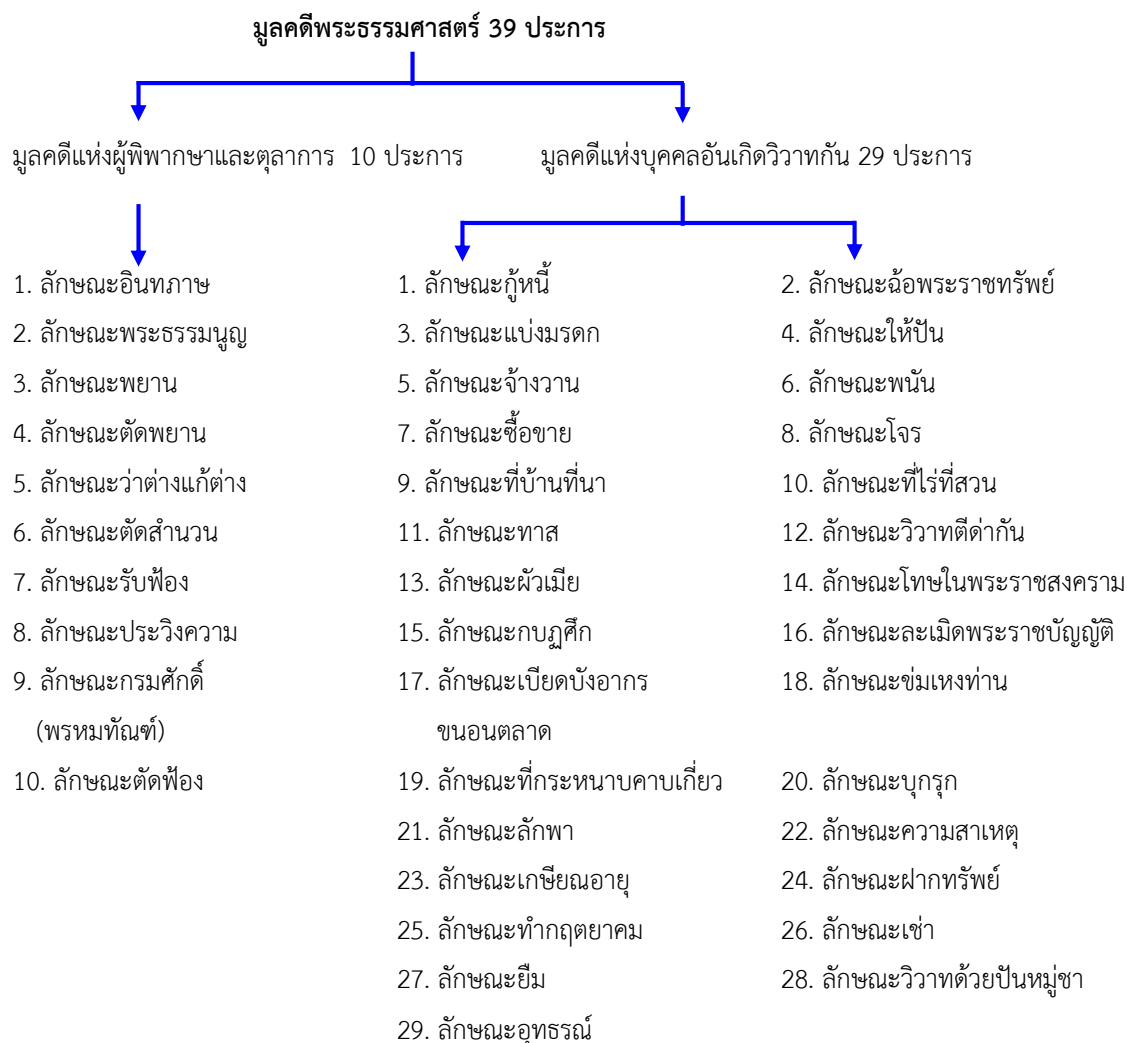 มูลคดีพระธรรมศาสตร์ 39 ประการ
มูลคดีแห่งผู้พิพากษาและตุลาการ 10 ประการ
มูลคดีแห่งบุคคลอันเกิดวิวาทกัน 29 ประการ
1. ลักษณะอินทภาษ
2. ลักษณะพระธรรมนูญ
3. ลักษณะพยาน
4. ลักษณะตัดพยาน
5. ลักษณะว่าต่างแก้ต่าง
6. ลักษณะตัดสำนวน
7. ลักษณะรับฟ้อง
8. ลักษณะประวิงความ
9. ลักษณะกรมศักดิ์
(พรหมทัณฑ์)
10. ลักษณะตัดฟ้อง
1. ลักษณะกู้หนี้
2. ลักษณะฉ้อพระราชทรัพย์
3. ลักษณะแบ่งมรดก
4. ลักษณะให้ปัน
5. ลักษณะจ้างวาน
6. ลักษณะพนัน
7. ลักษณะซื้อขาย
8. ลักษณะโจร
9. ลักษณะที่บ้านที่นา
10. ลักษณะที่ไร่ที่สวน
11. ลักษณะทาส
12. ลักษณะวิวาทตีด่ากัน
13. ลักษณะผัวเมีย
14. ลักษณะโทษในพระราชสงคราม
15. ลักษณะกบฏศึก
16. ลักษณะละเมิดพระราชบัญญัติ
17. ลักษณะเบียดบังอากร
ขนอนตลาด
18. ลักษณะข่มเหงท่าน
19. ลักษณะที่กระหนาบคาบเกี่ยว
20. ลักษณะบุกรุก
21. ลักษณะลักพา
22. ลักษณะความสาเหตุ
23. ลักษณะเกษียณอายุ
24. ลักษณะฝากทรัพย์
25. ลักษณะทำกฤตยาคม
26. ลักษณะเช่า
27. ลักษณะยืม
28. ลักษณะวิวาทด้วยปันหมู่ชา
29. ลักษณะอุทธรณ์